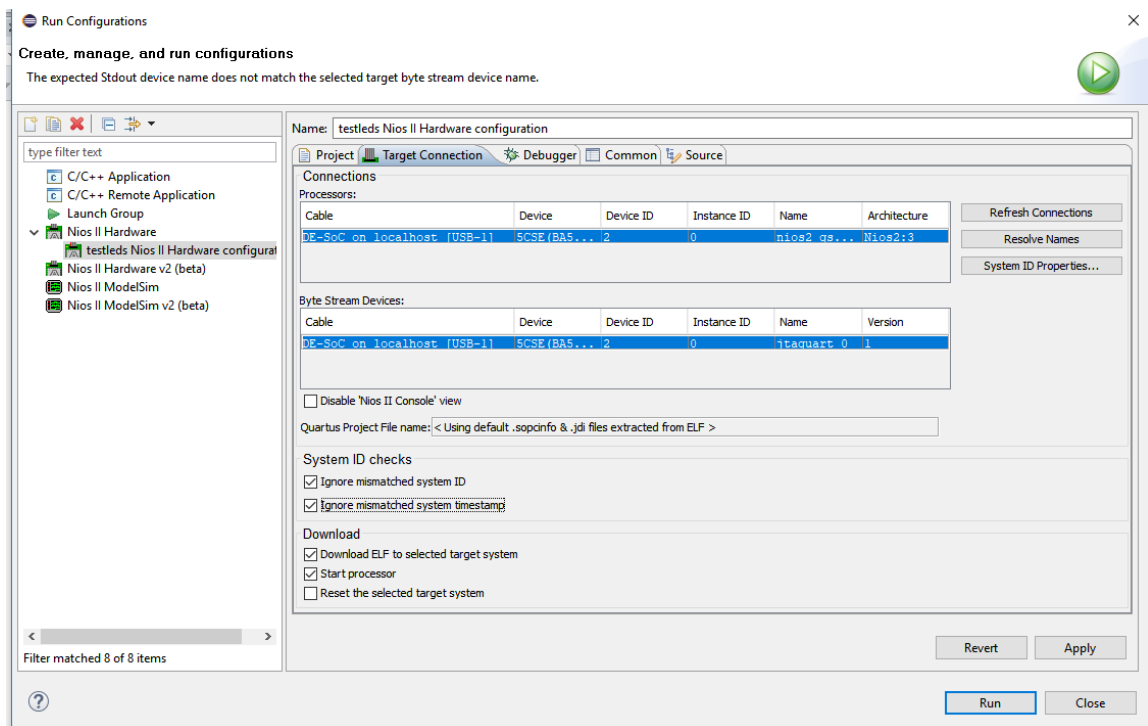 Run Configurations
Create, manage, and run configurations
The expected Stdout device name does not match the selected target byte stream device name.
type filter text
C/C++ Application
C/C++ Remote Application
Launch Group
Nios II Hardware
testleds Nios II Hardware configurat
Nios II Hardware v2 (beta)
Nios II ModelSim
Nios II ModelSim v2 (beta)
Filter matched 8 of 8 items
Name: testleds Nios II Hardware configuration
Project Target Connection Debugger Common Source
Connections
Processors:
Cable Device Device ID Instance ID Name Architecture
DE-SoC on localhost [USB-1] 5CSE(BA5... 2 0 nios2_qs... Nios2:3
Refresh Connections
Resolve Names
System ID Properties...
Byte Stream Devices:
Cable Device Device ID Instance ID Name Version
DE-SoC on localhost [USB-1] 5CSE(BA5... 2 0 jtaguart_0 1
Disable 'Nios II Console' view
Quartus Project File name: < Using default .sopcinfo & .jdi files extracted from ELF >
System ID checks
Ignore mismatched system ID
Ignore mismatched system timestamp
Download
Download ELF to selected target system
Start processor
Reset the selected target system
Revert Apply
? Run Close